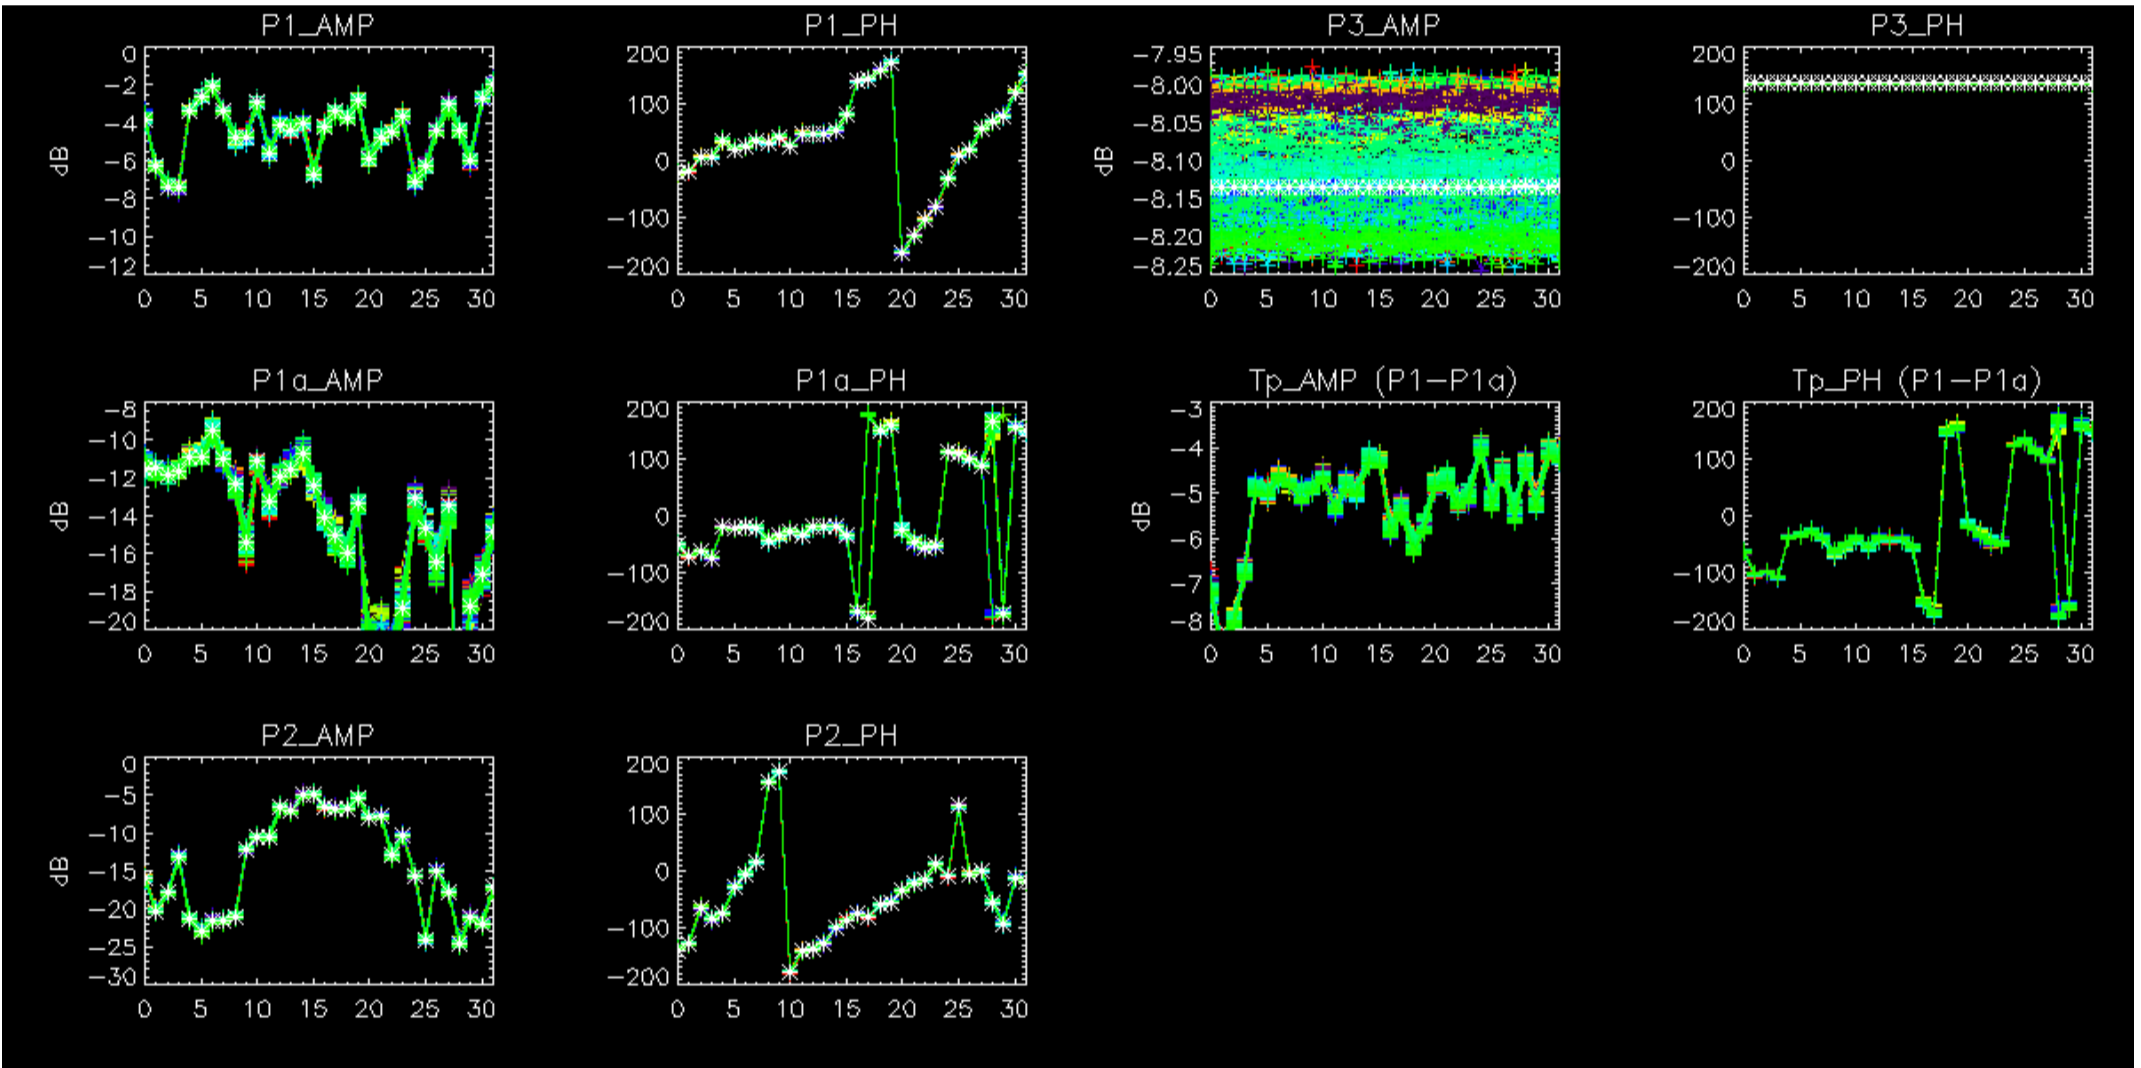 P1_AMP P1_PH P3_AMP P3_PH
0 −2 −4 −6 −8 −10 −12
dB
0 5 10 15 20 25 30
200 100 0 −100 −200
0 5 10 15 20 25 30
−7.95 −8.00 −8.05 −8.10 −8.15 −8.20 −8.25
dB
0 5 10 15 20 25 30
200 100 0 −100 −200
0 5 10 15 20 25 30
P1a_AMP P1a_PH Tp_AMP (P1−P1a) Tp_PH (P1−P1a)
−8 −10 −12 −14 −16 −18 −20
dB
0 5 10 15 20 25 30
200 100 0 −100 −200
0 5 10 15 20 25 30
−3 −4 −5 −6 −7 −8
dB
0 5 10 15 20 25 30
200 100 0 −100 −200
0 5 10 15 20 25 30
P2_AMP P2_PH
0 −5 −10 −15 −20 −25 −30
dB
0 5 10 15 20 25 30
200 100 0 −100 −200
0 5 10 15 20 25 30